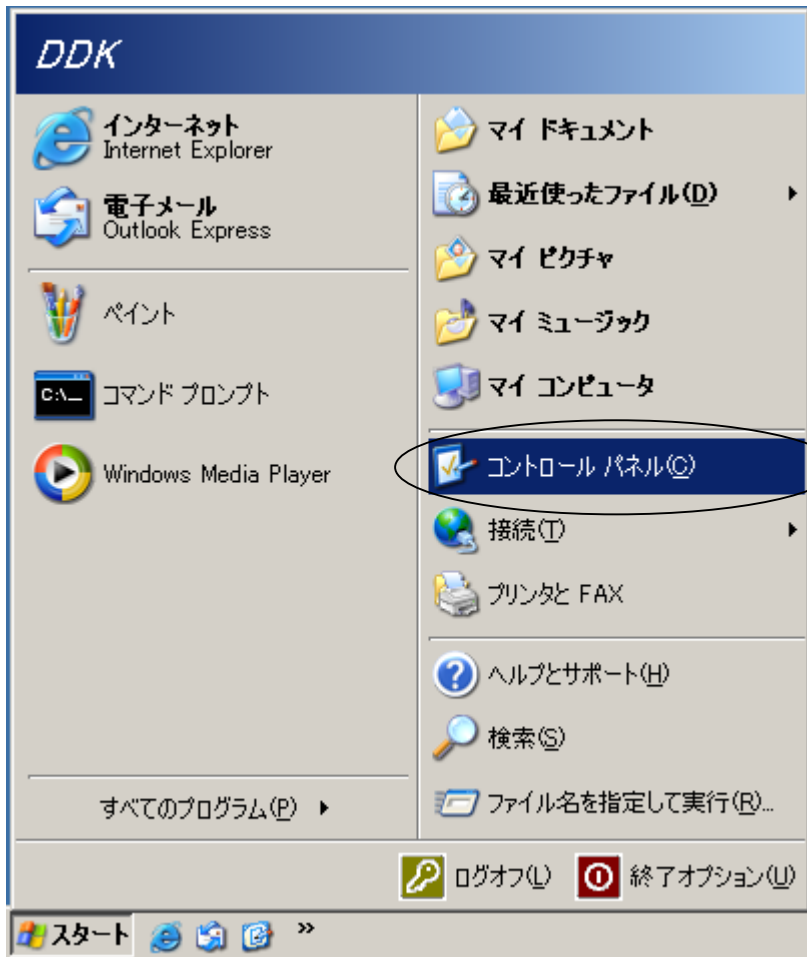 DDK
インターネット
Internet Explorer
電子メール
Outlook Express
ペイント
C:\_
コマンド プロンプト
Windows Media Player
すべてのプログラム(P)
マイ ドキュメント
最近使ったファイル(D)
マイ ピクチャ
マイ ミュージック
マイ コンピュータ
コントロール パネル(C)
接続(T)
プリンタと FAX
ヘルプとサポート(H)
検索(S)
ファイル名を指定して実行(R)...
ログオフ(L)
終了オプション(U)
スタート
»